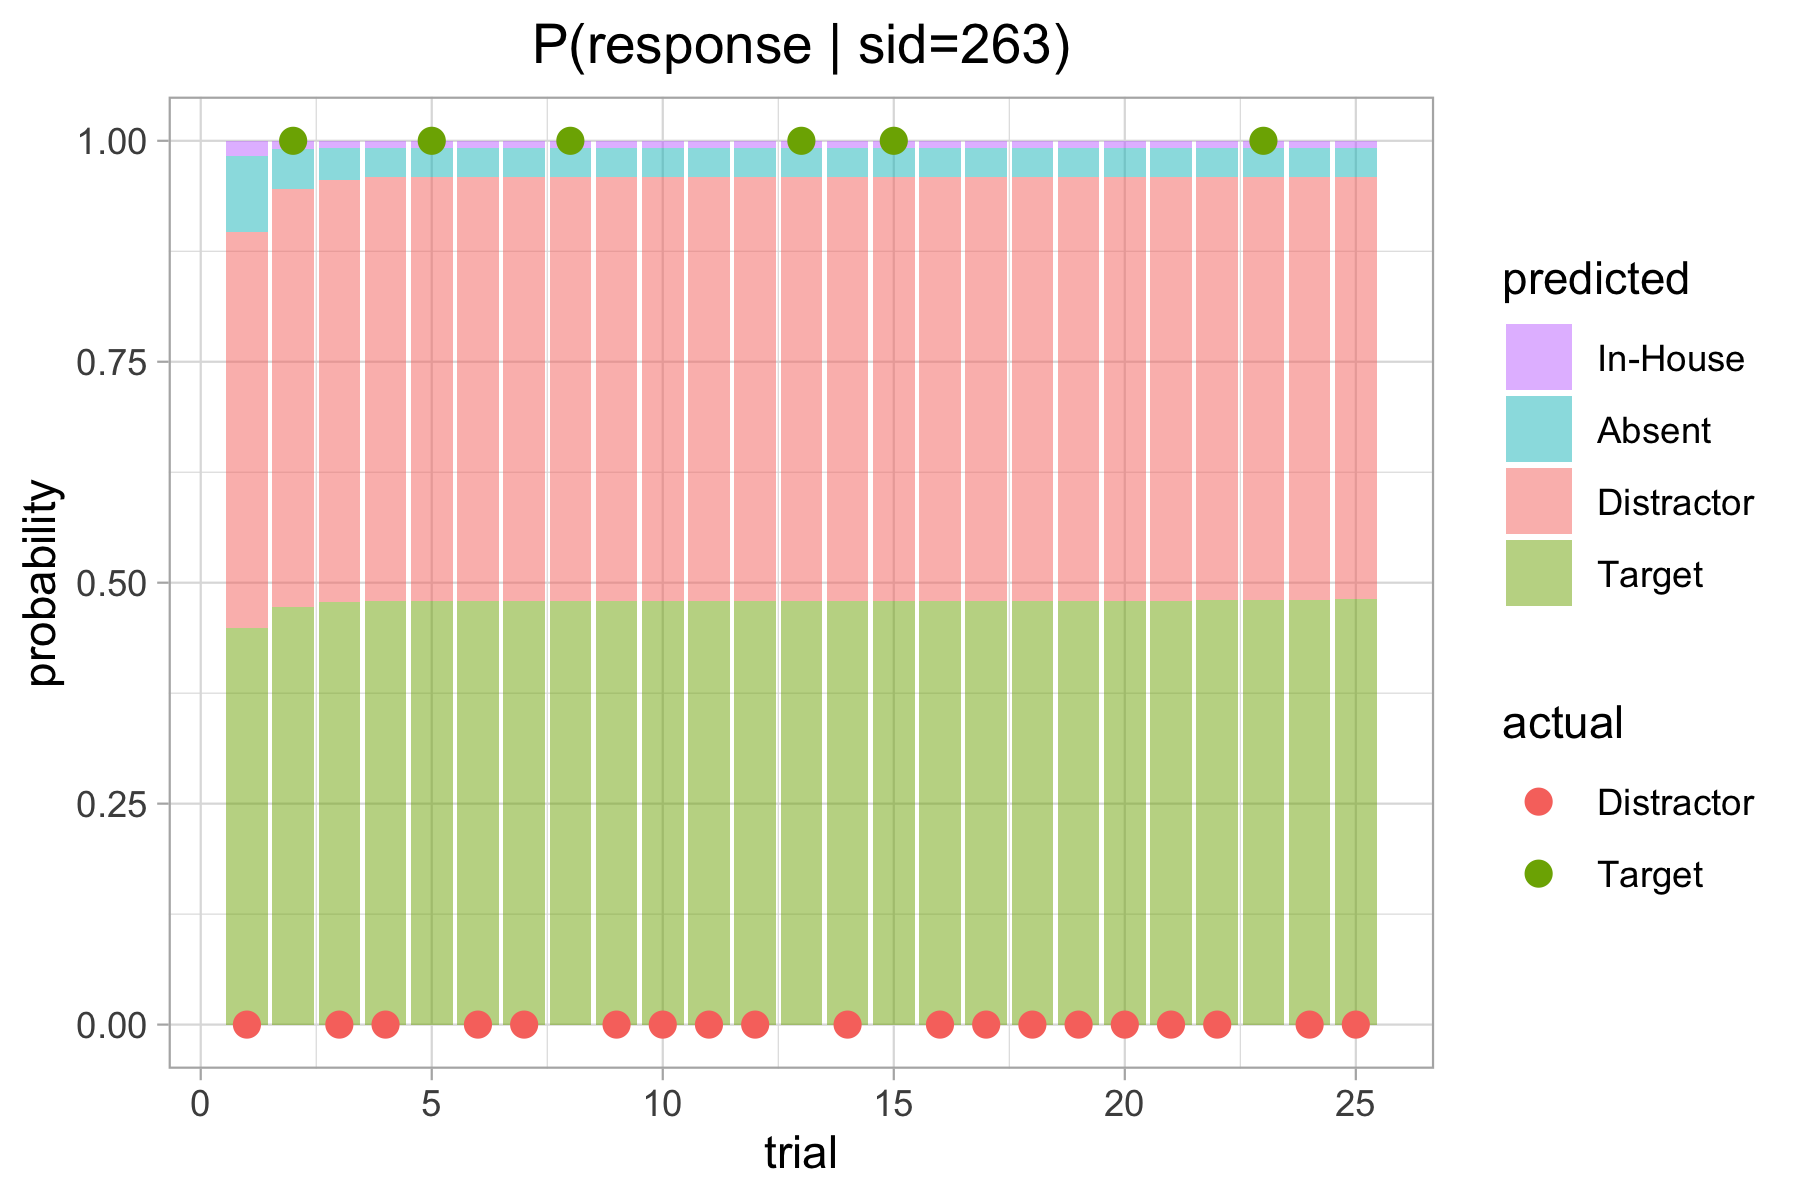 P(response | sid=263)
probability
1.00
0.75
0.50
0.25
0.00
0 5 10 15 20 25
trial
predicted
In-House
Absent
Distractor
Target
actual
Distractor
Target